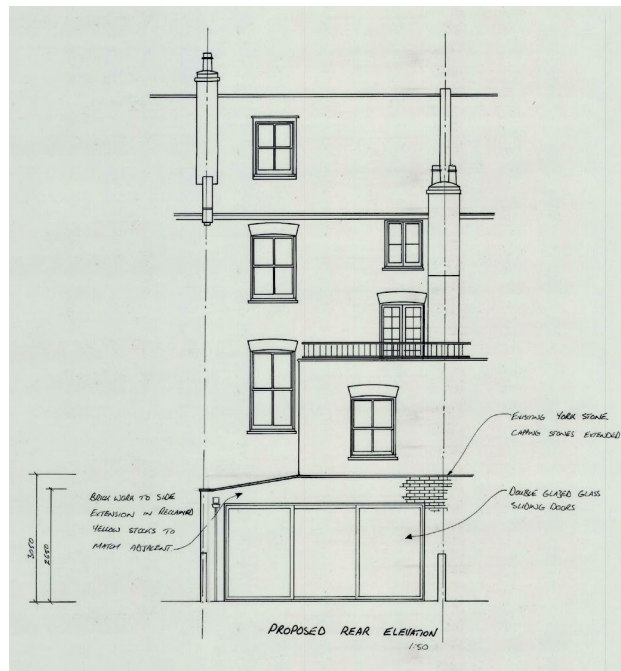 EXISTING YORK STONE
CAPPING STONES EXTENDED
BRICK WORK TO SIDE
EXTENSION IN RECLAIMED
YELLOW STOCKS TO
MATCH ADJACENT
DOUBLE GLAZED GLASS
SLIDING DOORS
3050
2650
PROPOSED REAR ELEVATION
1:50